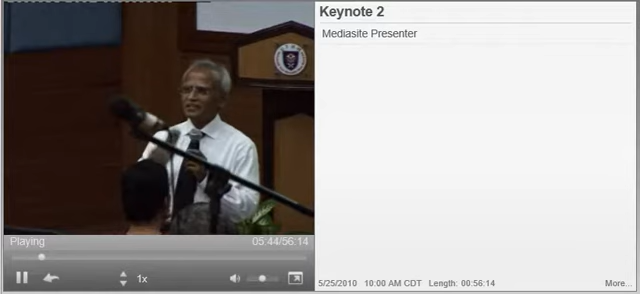 Keynote 2
Mediasite Presenter
Playing
05:44/56:14
1x
5/25/2010 10:00 AM CDT Length: 00:56:14
More...